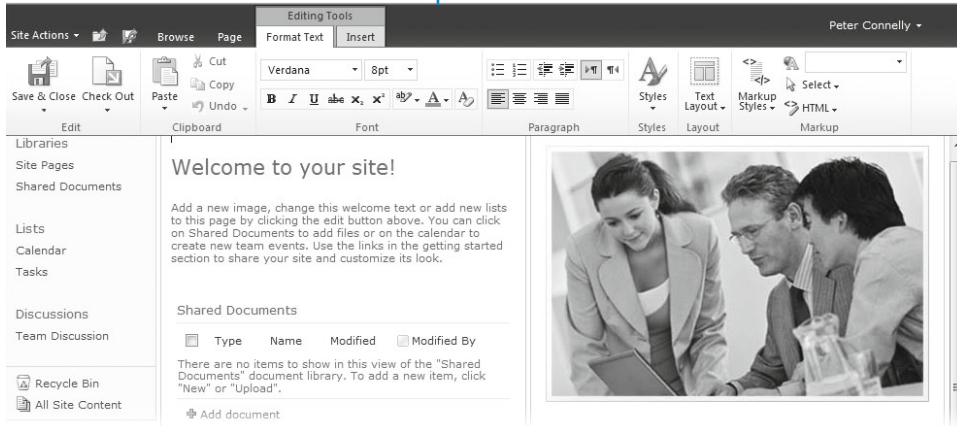 Editing Tools
Site Actions Browse Page Format Text Insert Peter Connelly
Cut
Copy
Undo
Save & Close Check Out Paste
Verdana 8pt
B I U abc X₂ X² ab A A
Styles Text Layout Markup Styles
Select
HTML
Edit Clipboard Font Paragraph Styles Layout Markup
Libraries
Site Pages
Shared Documents
Lists
Calendar
Tasks
Discussions
Team Discussion
Recycle Bin
All Site Content
Welcome to your site!
Add a new image, change this welcome text or add new lists
to this page by clicking the edit button above. You can click
on Shared Documents to add files or on the calendar to
create new team events. Use the links in the getting started
section to share your site and customize its look.
Shared Documents
Type Name Modified Modified By
There are no items to show in this view of the "Shared
Documents" document library. To add a new item, click
"New" or "Upload".
Add document